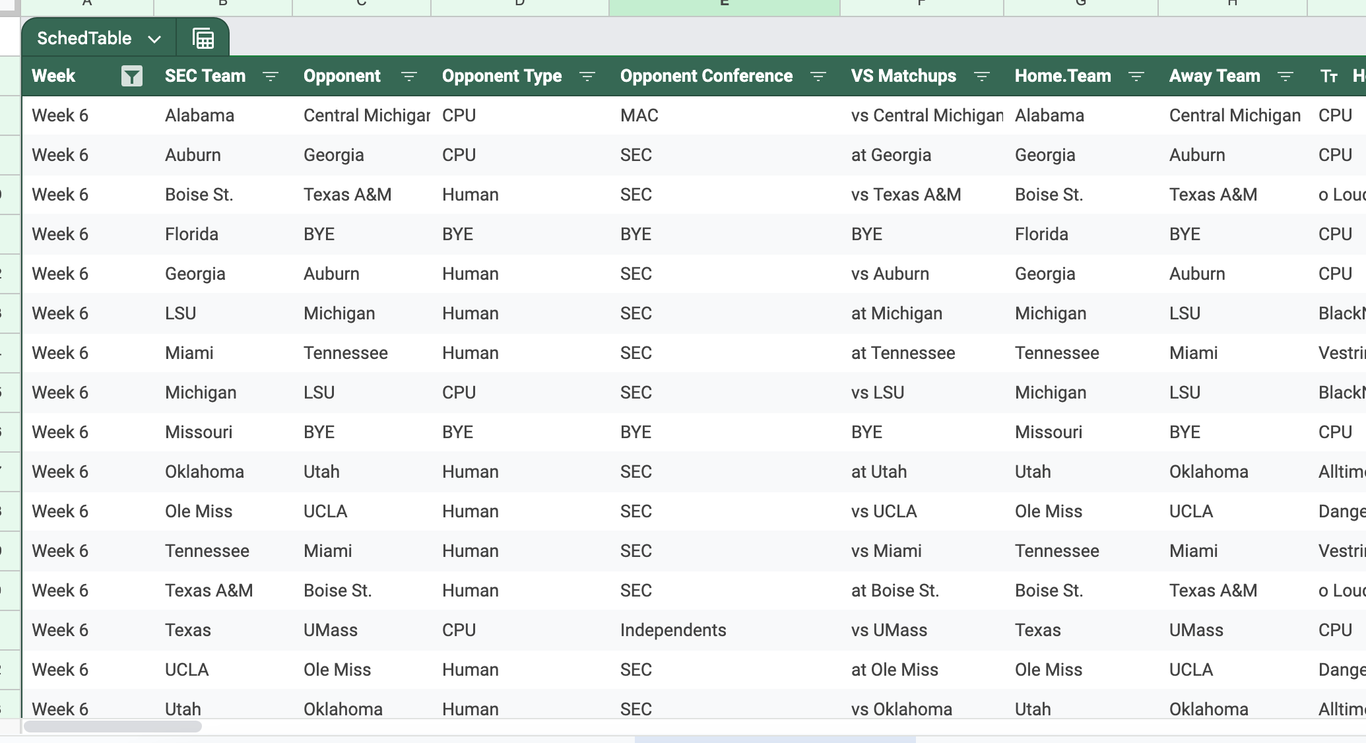 A B C D E F G H
SchedTable
Week SEC Team Opponent Opponent Type Opponent Conference VS Matchups Home.Team Away Team Tт H
Week 6 Alabama Central Michigan CPU MAC vs Central Michigan Alabama Central Michigan CPU
Week 6 Auburn Georgia CPU SEC at Georgia Georgia Auburn CPU
Week 6 Boise St. Texas A&M Human SEC vs Texas A&M Boise St. Texas A&M o Lou
Week 6 Florida BYE BYE BYE BYE Florida BYE CPU
Week 6 Georgia Auburn Human SEC vs Auburn Georgia Auburn CPU
Week 6 LSU Michigan Human SEC at Michigan Michigan LSU Black
Week 6 Miami Tennessee Human SEC at Tennessee Tennessee Miami Vestri
Week 6 Michigan LSU CPU SEC vs LSU Michigan LSU Black
Week 6 Missouri BYE BYE BYE BYE Missouri BYE CPU
Week 6 Oklahoma Utah Human SEC at Utah Utah Oklahoma Alltim
Week 6 Ole Miss UCLA Human SEC vs UCLA Ole Miss UCLA Dange
Week 6 Tennessee Miami Human SEC vs Miami Tennessee Miami Vestri
Week 6 Texas A&M Boise St. Human SEC at Boise St. Boise St. Texas A&M o Lou
Week 6 Texas UMass CPU Independents vs UMass Texas UMass CPU
Week 6 UCLA Ole Miss Human SEC at Ole Miss Ole Miss UCLA Dange
Week 6 Utah Oklahoma Human SEC vs Oklahoma Utah Oklahoma Alltim